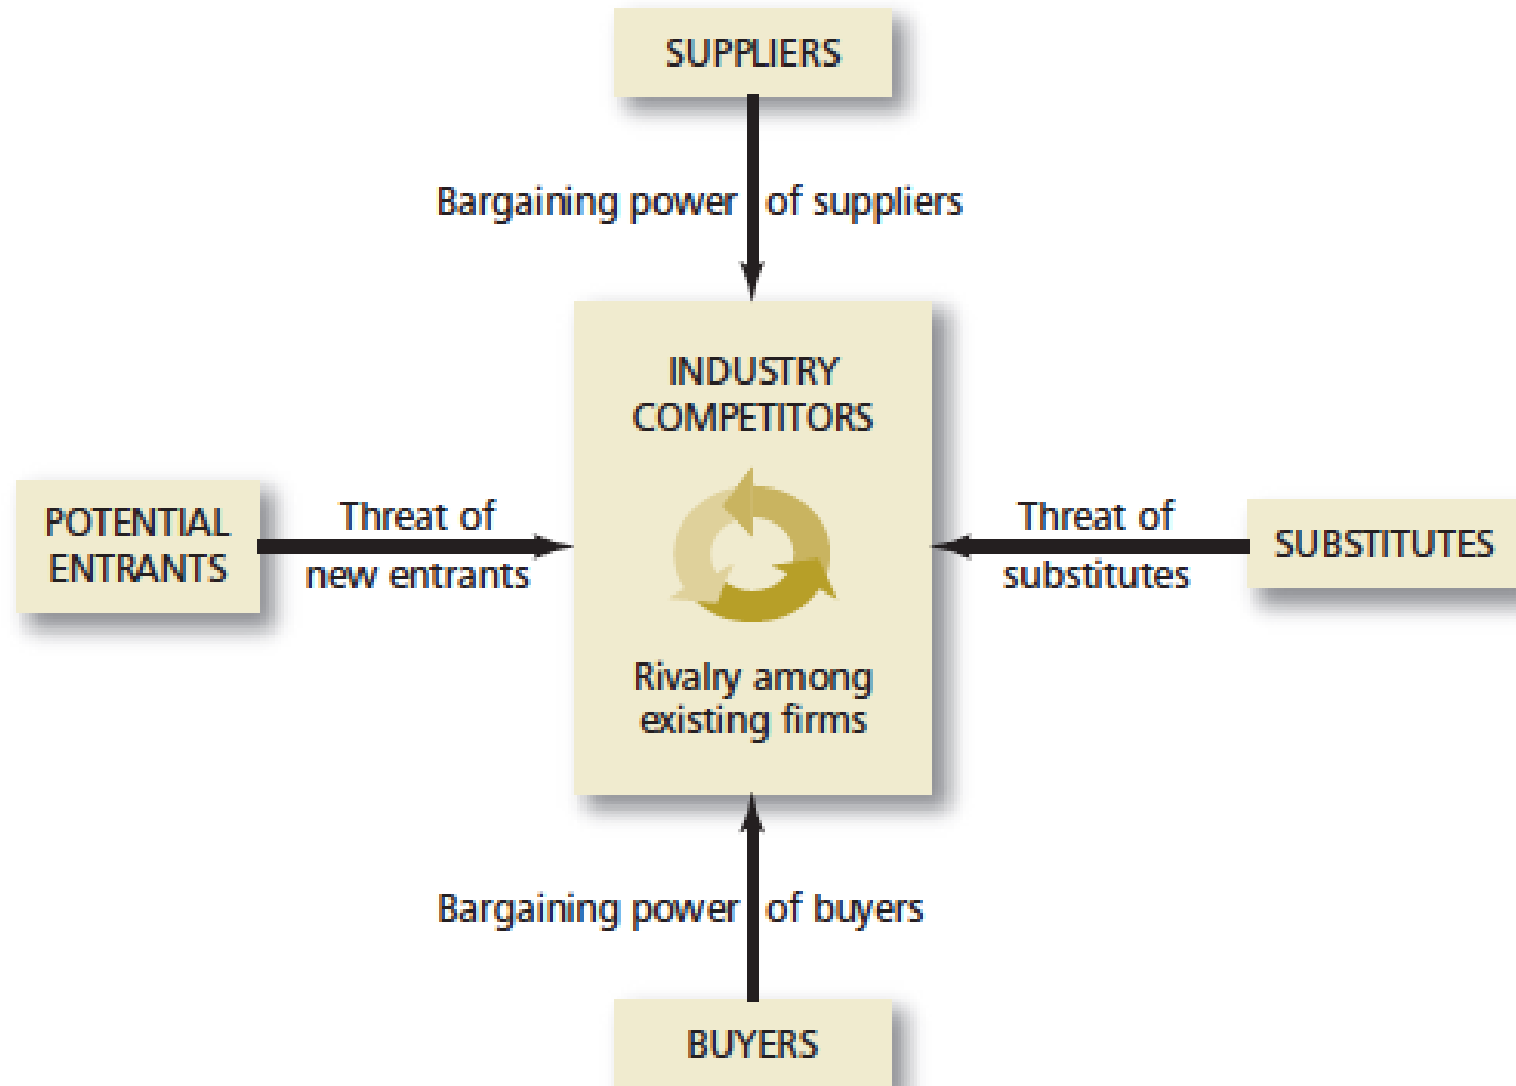 SUPPLIERS
Bargaining power of suppliers
INDUSTRY
COMPETITORS
POTENTIAL
ENTRANTS
Threat of
new entrants
Threat of
substitutes
SUBSTITUTES
Rivalry among
existing firms
Bargaining power of buyers
BUYERS